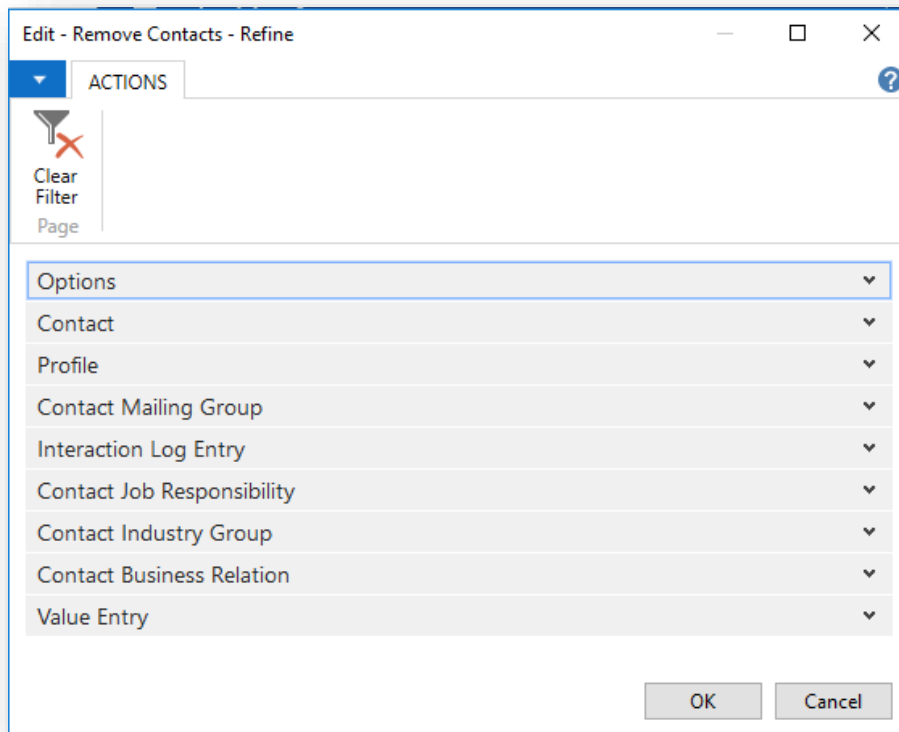 Edit - Remove Contacts - Refine
ACTIONS
?
Clear
Filter
Page
Options
Contact
Profile
Contact Mailing Group
Interaction Log Entry
Contact Job Responsibility
Contact Industry Group
Contact Business Relation
Value Entry
OK Cancel